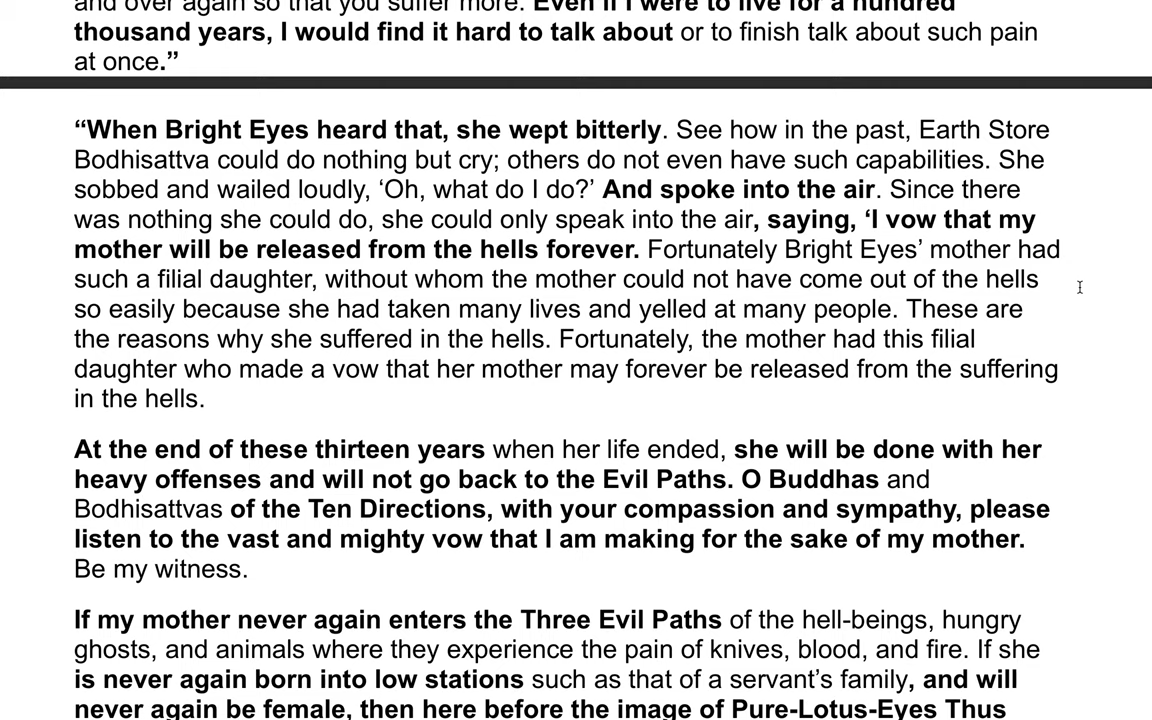 and over again so that you suffer more. Even if I were to live for a hundred
thousand years, I would find it hard to talk about or to finish talk about such pain
at once.”
“When Bright Eyes heard that, she wept bitterly. See how in the past, Earth Store
Bodhisattva could do nothing but cry; others do not even have such capabilities. She
sobbed and wailed loudly, ‘Oh, what do I do?’ And spoke into the air. Since there
was nothing she could do, she could only speak into the air, saying, ‘I vow that my
mother will be released from the hells forever. Fortunately Bright Eyes’ mother had
such a filial daughter, without whom the mother could not have come out of the hells
so easily because she had taken many lives and yelled at many people. These are
the reasons why she suffered in the hells. Fortunately, the mother had this filial
daughter who made a vow that her mother may forever be released from the suffering
in the hells.
At the end of these thirteen years when her life ended, she will be done with her
heavy offenses and will not go back to the Evil Paths. O Buddhas and
Bodhisattvas of the Ten Directions, with your compassion and sympathy, please
listen to the vast and mighty vow that I am making for the sake of my mother.
Be my witness.
If my mother never again enters the Three Evil Paths of the hell-beings, hungry
ghosts, and animals where they experience the pain of knives, blood, and fire. If she
is never again born into low stations such as that of a servant’s family, and will
never again be female, then here before the image of Pure-Lotus-Eyes Thus